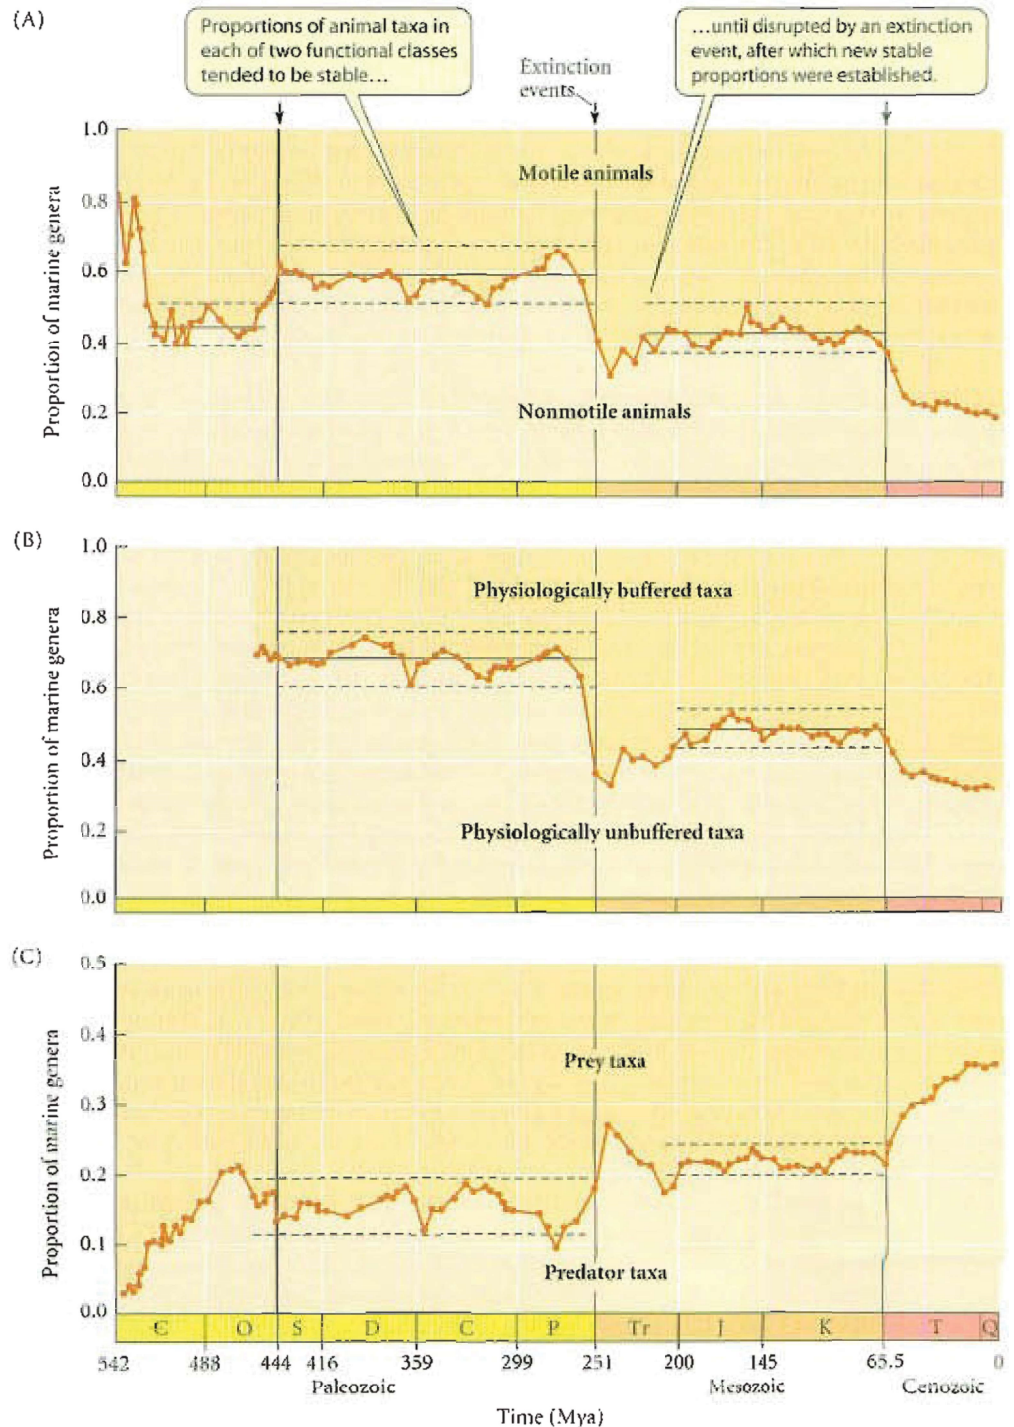 (A)
Proportions of animal taxa in
each of two functional classes
tended to be stable…
Extinction
events
…until disrupted by an extinction
event, after which new stable
proportions were established.
Proportion of marine genera
1.0
0.8
0.6
0.4
0.2
0.0
Motile animals
Nonmotile animals
(B)
Proportion of marine genera
1.0
0.8
0.6
0.4
0.2
0.0
Physiologically buffered taxa
Physiologically unbuffered taxa
(C)
Proportion of marine genera
0.5
0.4
0.3
0.2
0.1
0.0
Prey taxa
Predator taxa
Є O S D C P Tr J K T Q
542 488 444 416 359 299 251 200 145 65.5 0
Paleozoic Mesozoic Cenozoic
Time (Mya)